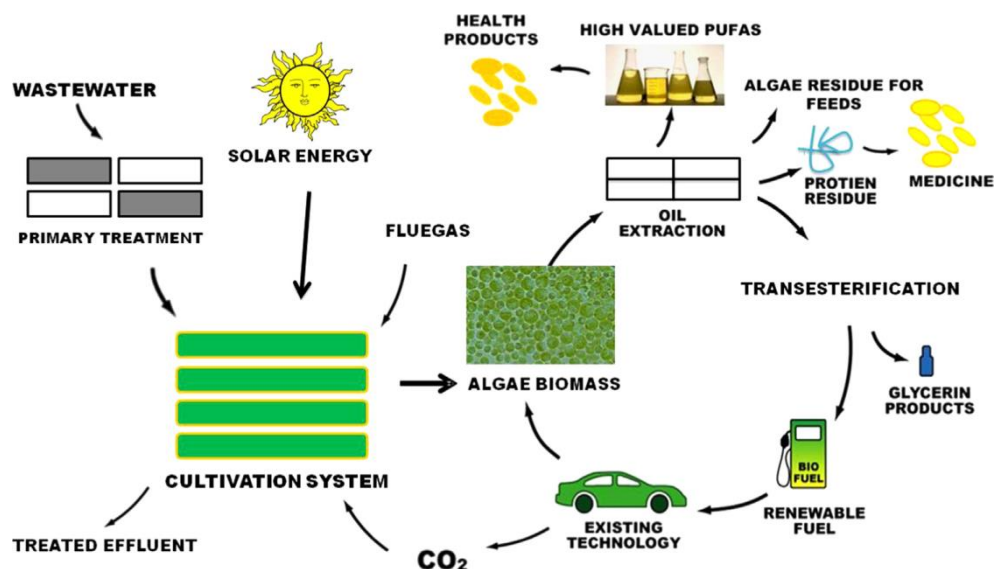 HEALTH
PRODUCTS
HIGH VALUED PUFAS
WASTEWATER
ALGAE RESIDUE FOR
FEEDS
SOLAR ENERGY
PROTIEN
RESIDUE
MEDICINE
OIL
EXTRACTION
PRIMARY TREATMENT
FLUEGAS
TRANSESTERIFICATION
ALGAE BIOMASS
GLYCERIN
PRODUCTS
CULTIVATION SYSTEM
BIO
FUEL
RENEWABLE
FUEL
EXISTING
TECHNOLOGY
TREATED EFFLUENT
CO₂